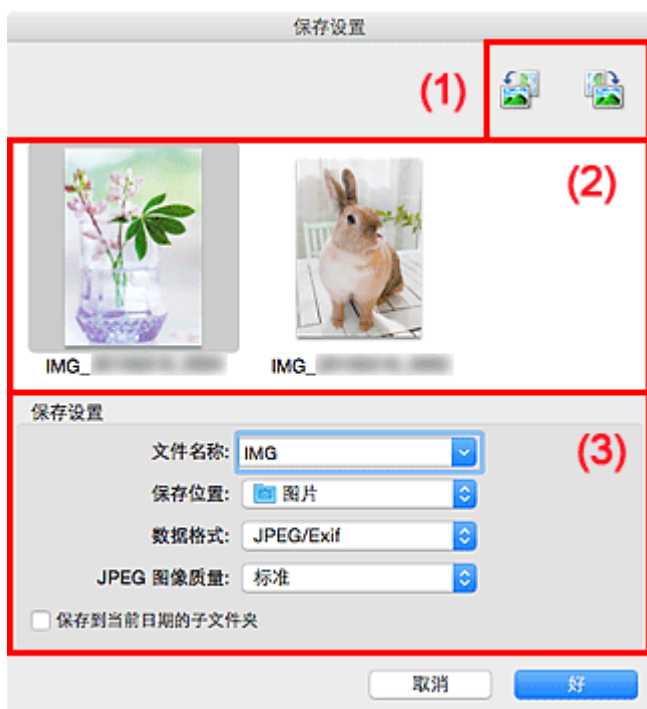 保存设置
(1)
(2)
IMG_
IMG_
保存设置
(3)
文件名称: IMG
保存位置: 图片
数据格式: JPEG/Exif
JPEG 图像质量: 标准
保存到当前日期的子文件夹
取消 好